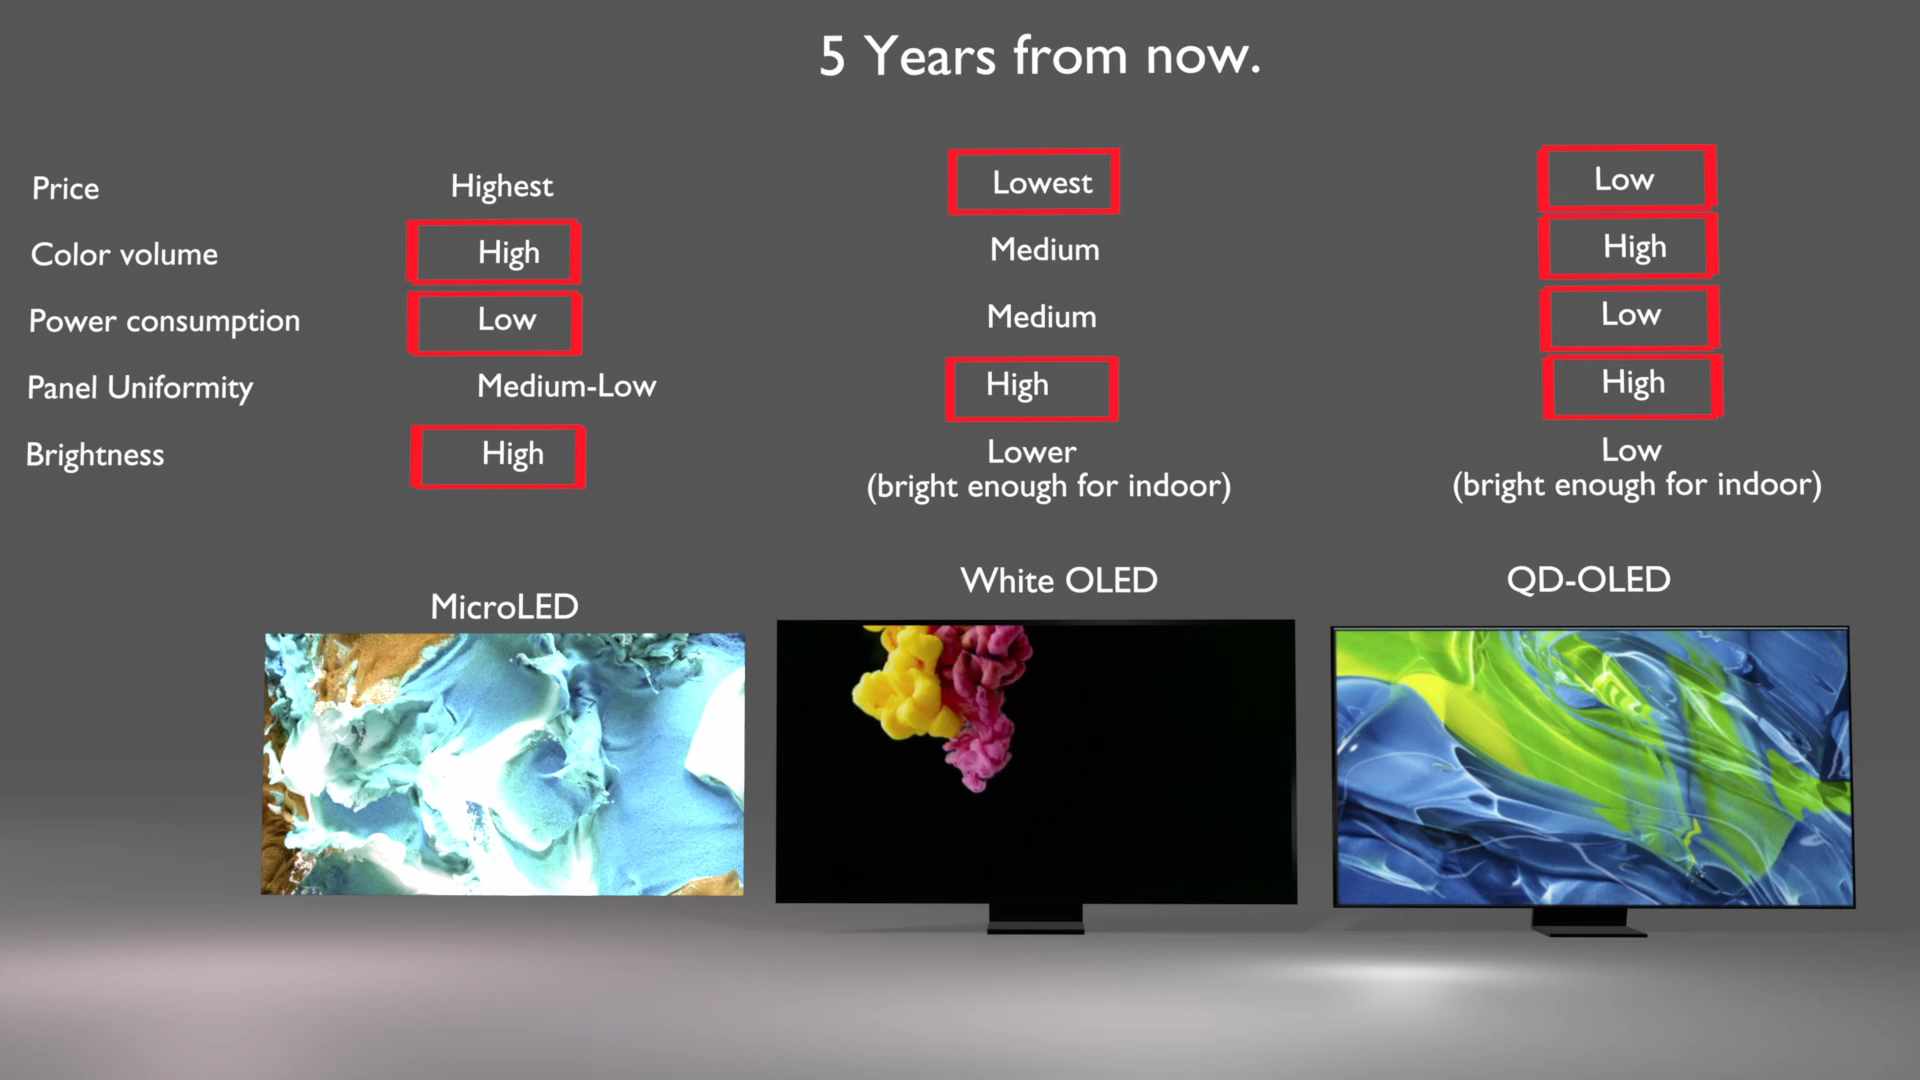 5 Years from now.
Price Highest Lowest Low
Color volume High Medium High
Power consumption Low Medium Low
Panel Uniformity Medium-Low High High
Brightness High Lower Low
(bright enough for indoor) (bright enough for indoor)
MicroLED White OLED QD-OLED